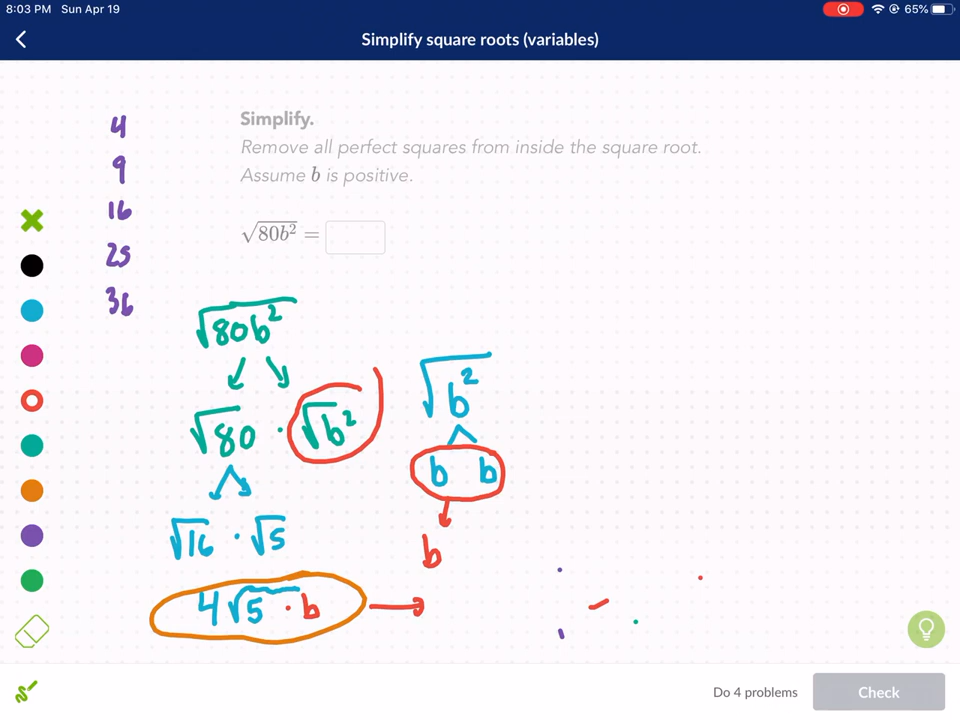 8:03 PM Sun Apr 19 65%
Simplify square roots (variables)
4
9
16
25
36
Simplify.
Remove all perfect squares from inside the square root.
Assume b is positive.
√80b² =
√80b²
√80 · √b²
√16 · √5
4√5 · b
√b²
b b
b
Do 4 problems Check